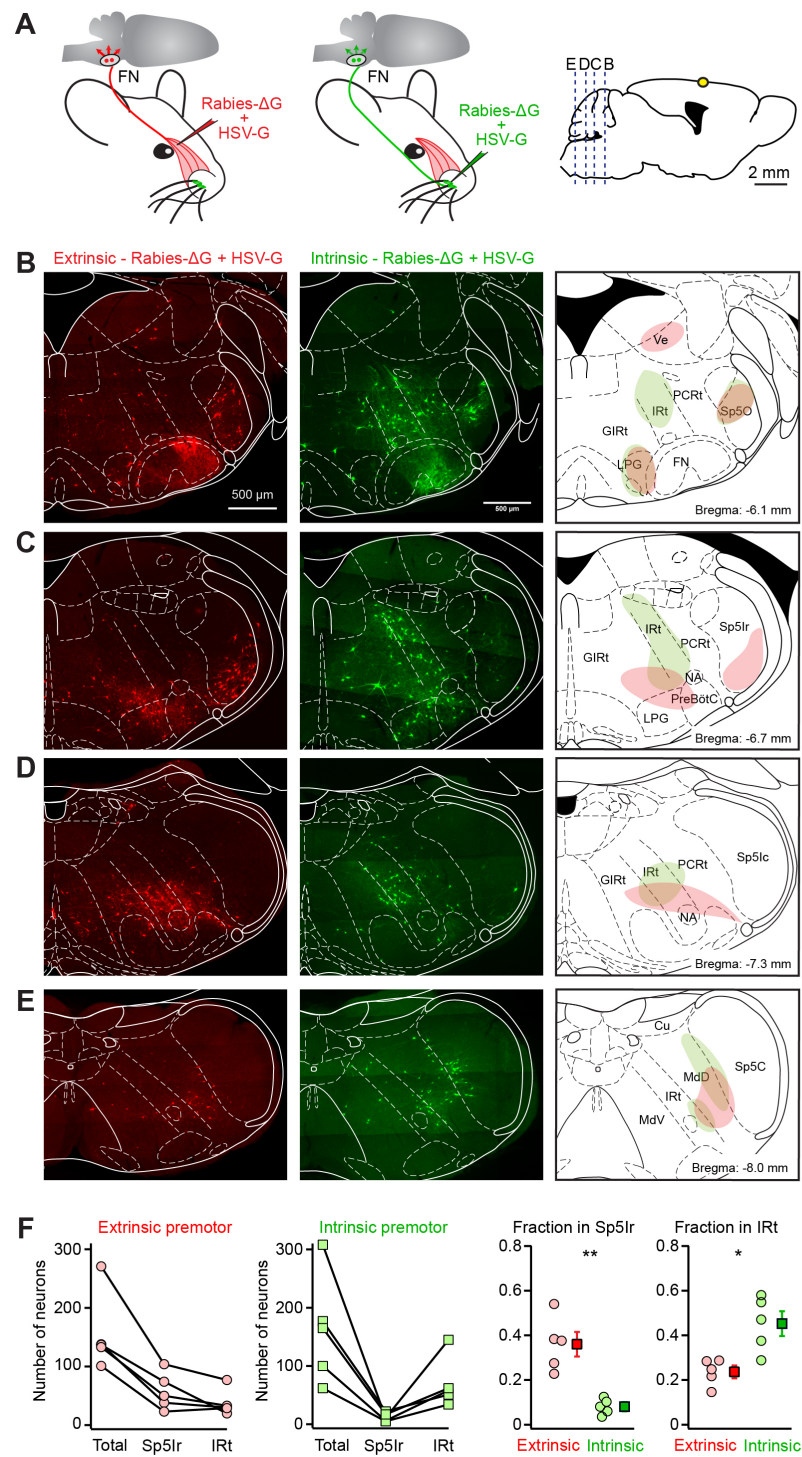 A
FN
Rabies-ΔG
+
HSV-G
FN
Rabies-ΔG
+
HSV-G
E D C B
2 mm
B
Extrinsic - Rabies-ΔG + HSV-G
Intrinsic - Rabies-ΔG + HSV-G
500 µm
500 µm
Ve
PCRt
IRt
Sp5O
GIRt
LPG
FN
Bregma: -6.1 mm
C
IRt
Sp5Ir
PCRt
GIRt
NA
PreBötC
LPG
Bregma: -6.7 mm
D
Sp5Ic
PCRt
IRt
GIRt
NA
Bregma: -7.3 mm
E
Cu
Sp5C
MdD
IRt
MdV
Bregma: -8.0 mm
F
Extrinsic premotor
Number of neurons
300
200
100
0
Total Sp5Ir IRt
Intrinsic premotor
Number of neurons
300
200
100
0
Total Sp5Ir IRt
Fraction in Sp5Ir
**
0.8
0.6
0.4
0.2
0
Extrinsic Intrinsic
Fraction in IRt
*
0.8
0.6
0.4
0.2
0
Extrinsic Intrinsic